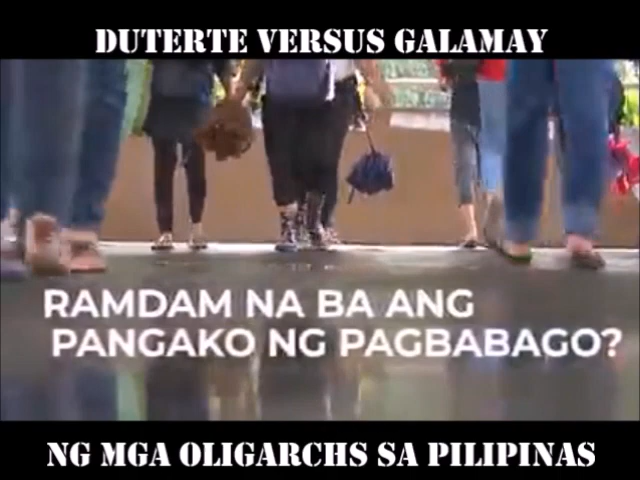 DUTERTE VERSUS GALAMAY
RAMDAM NA BA ANG
PANGAKO NG PAGBABAGO?
NG MGA OLIGARCHS SA PILIPINAS